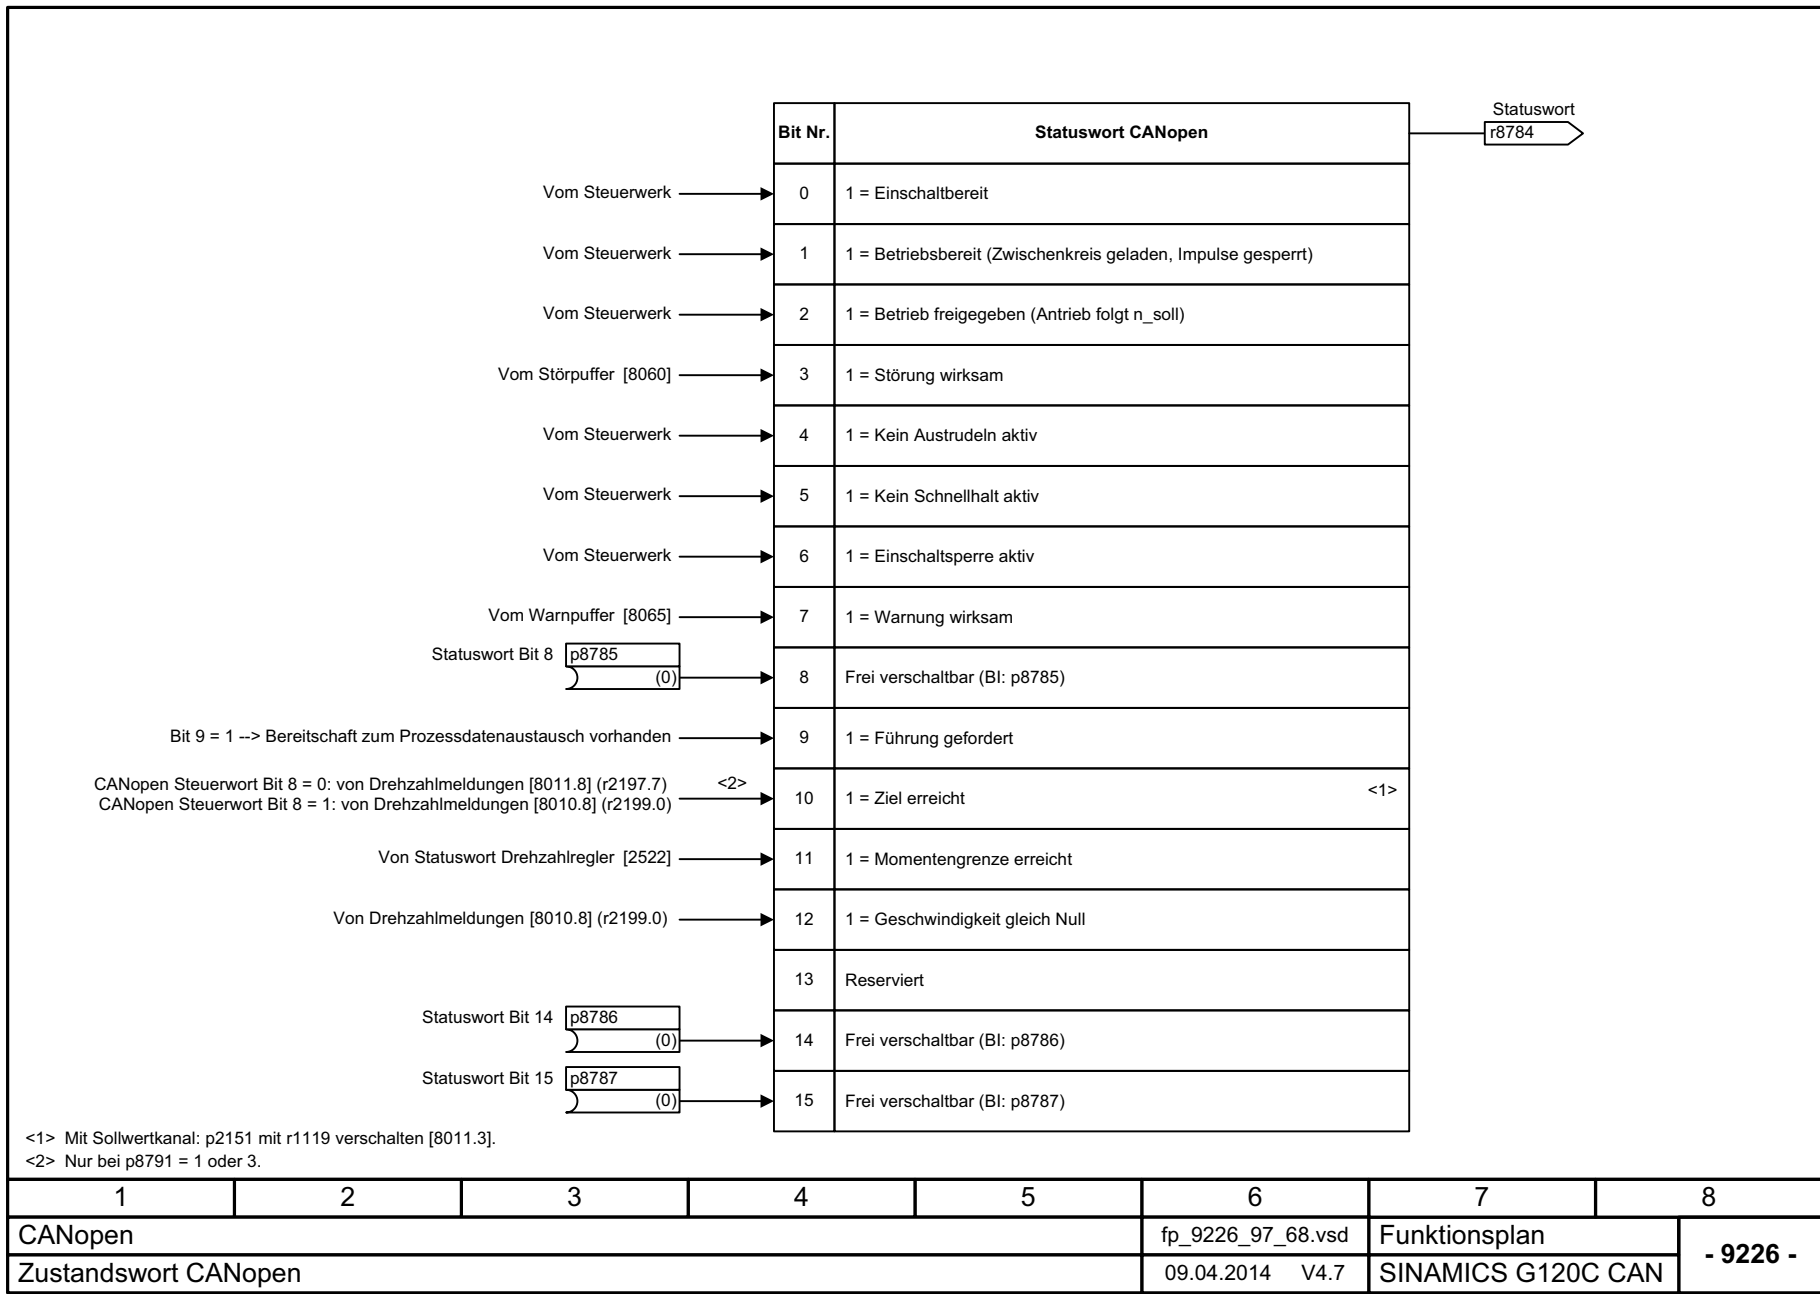 Statuswort
r8784
Bit Nr. Statuswort CANopen
Vom Steuerwerk 0 1 = Einschaltbereit
Vom Steuerwerk 1 1 = Betriebsbereit (Zwischenkreis geladen, Impulse gesperrt)
Vom Steuerwerk 2 1 = Betrieb freigegeben (Antrieb folgt n_soll)
Vom Störpuffer [8060] 3 1 = Störung wirksam
Vom Steuerwerk 4 1 = Kein Austrudeln aktiv
Vom Steuerwerk 5 1 = Kein Schnellhalt aktiv
Vom Steuerwerk 6 1 = Einschaltsperre aktiv
Vom Warnpuffer [8065] 7 1 = Warnung wirksam
Statuswort Bit 8 p8785
(0) 8 Frei verschaltbar (BI: p8785)
Bit 9 = 1 --> Bereitschaft zum Prozessdatenaustausch vorhanden 9 1 = Führung gefordert
CANopen Steuerwort Bit 8 = 0: von Drehzahlmeldungen [8011.8] (r2197.7) <2>
CANopen Steuerwort Bit 8 = 1: von Drehzahlmeldungen [8010.8] (r2199.0)
10 1 = Ziel erreicht <1>
Von Statuswort Drehzahlregler [2522] 11 1 = Momentengrenze erreicht
Von Drehzahlmeldungen [8010.8] (r2199.0) 12 1 = Geschwindigkeit gleich Null
13 Reserviert
Statuswort Bit 14 p8786
(0) 14 Frei verschaltbar (BI: p8786)
Statuswort Bit 15 p8787
(0) 15 Frei verschaltbar (BI: p8787)
<1> Mit Sollwertkanal: p2151 mit r1119 verschalten [8011.3].
<2> Nur bei p8791 = 1 oder 3.
1 2 3 4 5 6 7 8
CANopen fp_9226_97_68.vsd Funktionsplan
- 9226 -
Zustandswort CANopen 09.04.2014 V4.7 SINAMICS G120C CAN